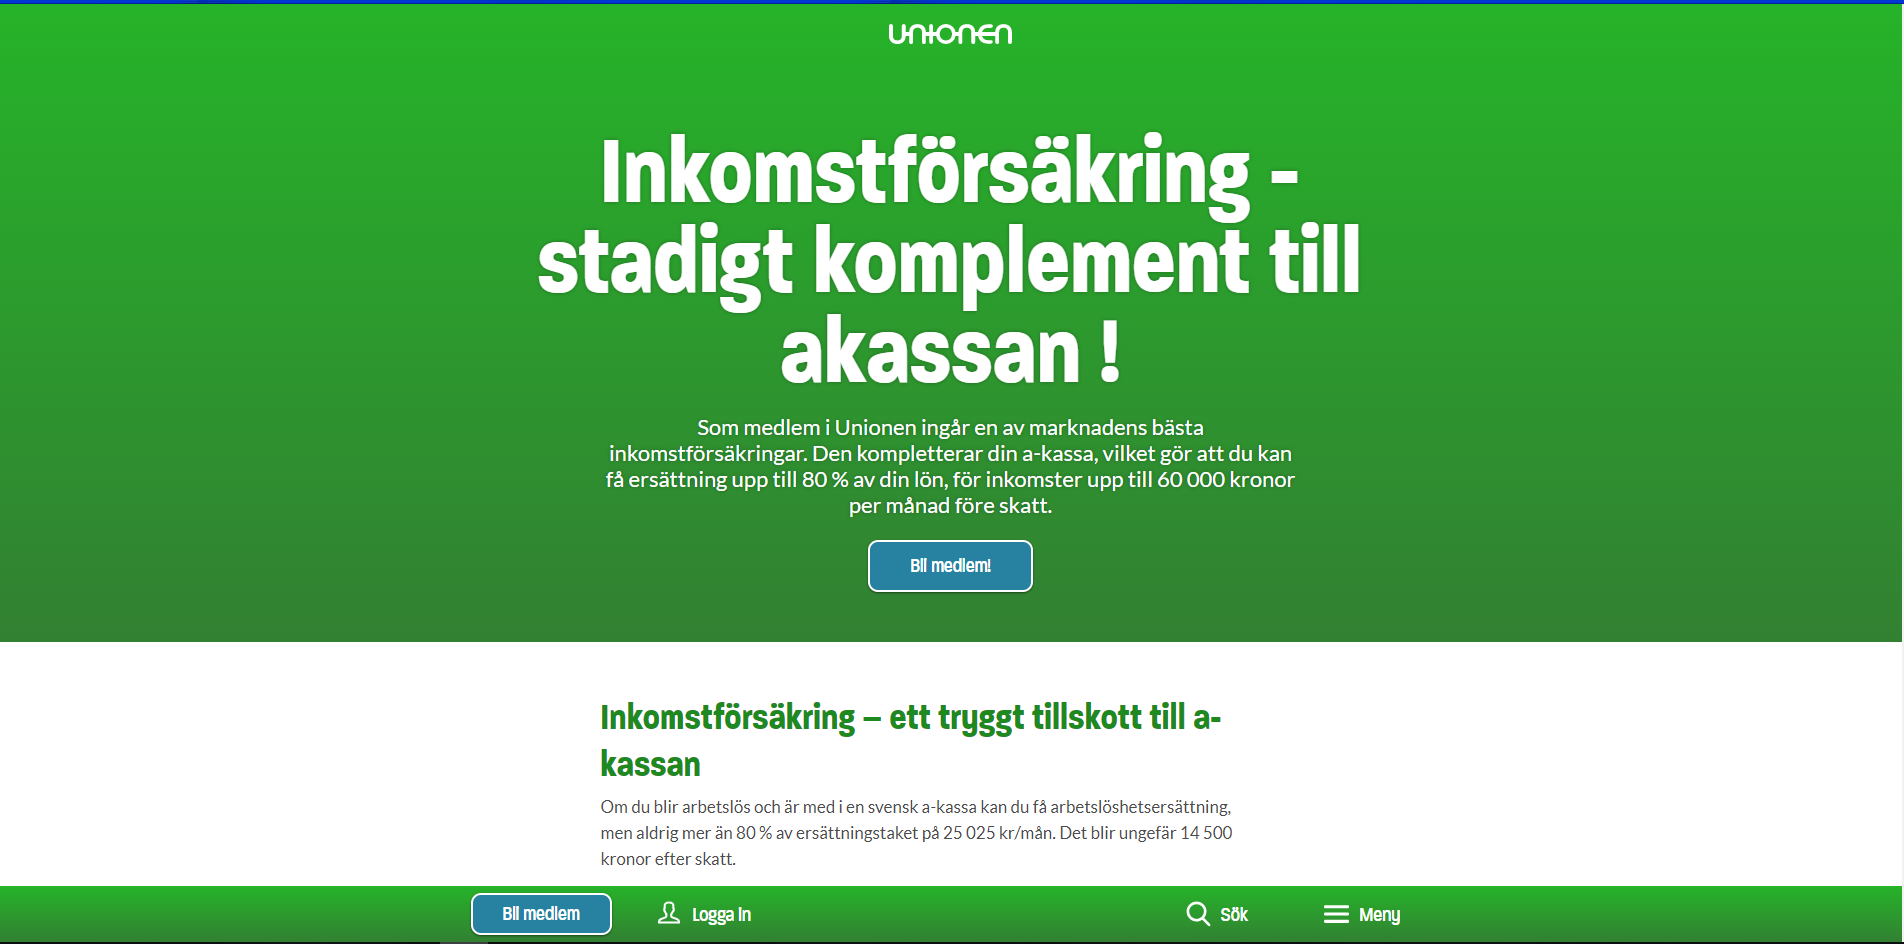 unionen
Inkomstförsäkring -
stadigt komplement till
akassan !
Som medlem i Unionen ingår en av marknadens bästa
inkomstförsäkringar. Den kompletterar din a-kassa, vilket gör att du kan
få ersättning upp till 80 % av din lön, för inkomster upp till 60 000 kronor
per månad före skatt.
Bli medlem!
Inkomstförsäkring – ett tryggt tillskott till a-
kassan
Om du blir arbetslös och är med i en svensk a-kassa kan du få arbetslöshetsersättning,
men aldrig mer än 80 % av ersättningstaket på 25 025 kr/mån. Det blir ungefär 14 500
kronor efter skatt.
Bli medlem Logga in Sök Meny